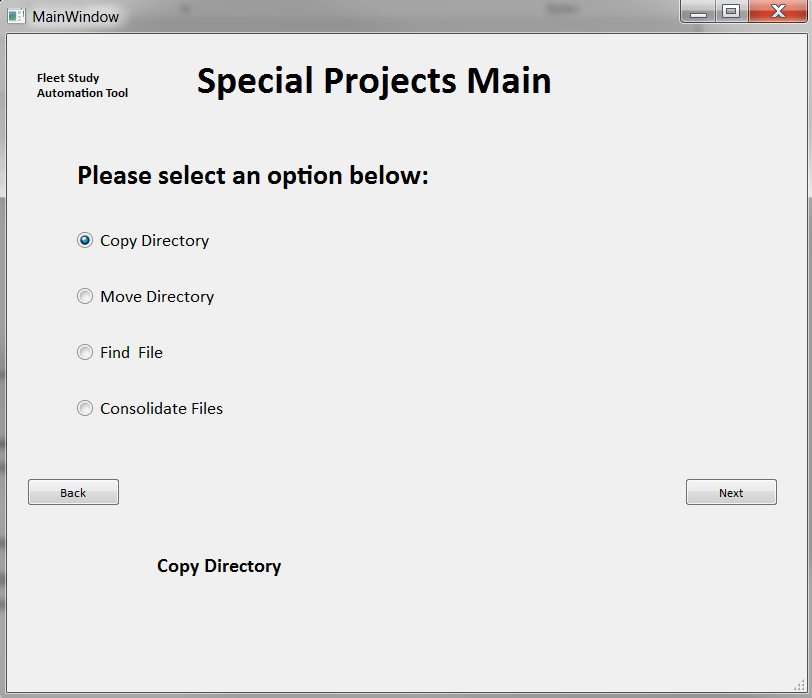 MainWindow
Fleet Study
Automation Tool
Special Projects Main
Please select an option below:
Copy Directory
Move Directory
Find  File
Consolidate Files
Back
Next
Copy Directory